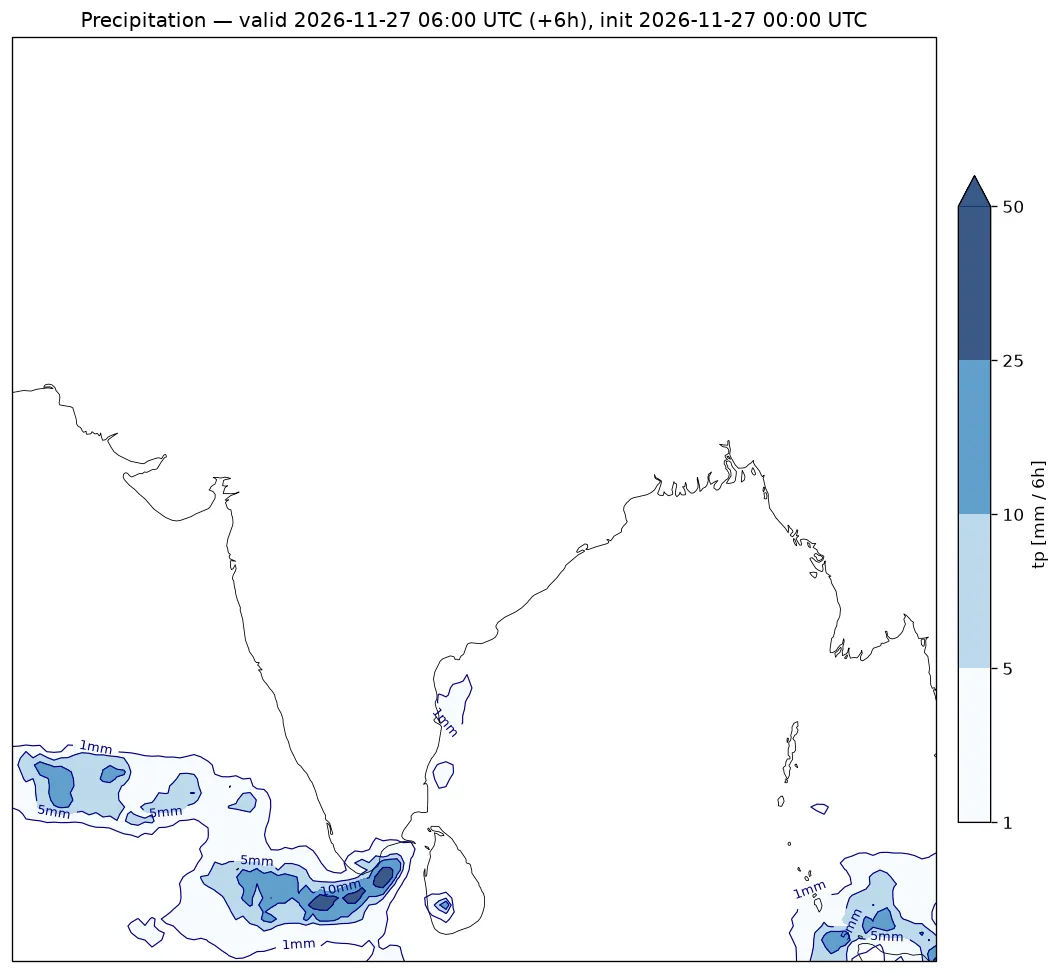 Precipitation — valid 2026-11-27 06:00 UTC (+6h), init 2026-11-27 00:00 UTC
50
25
10
5
1
tp [mm / 6h]
1mm
1mm
5mm
5mm
5mm
10mm
1mm
1mm
5mm
5mm